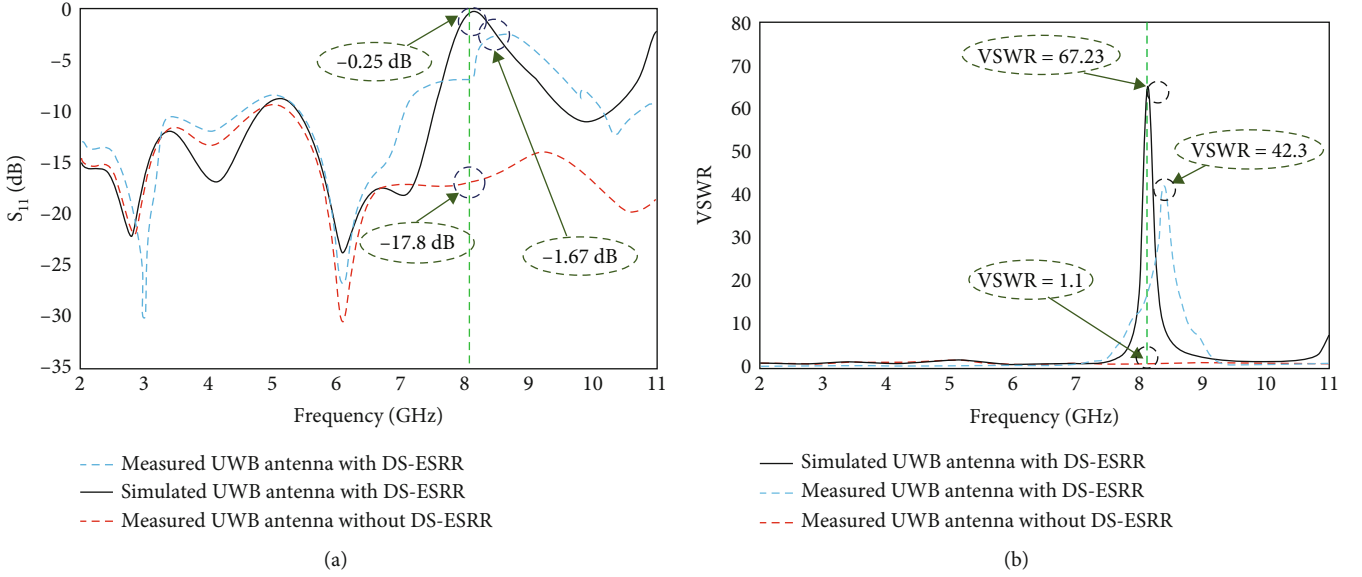 0
–5
–10
–15
–20
–25
–30
–35
S11 (dB)
–0.25 dB
–17.8 dB
–1.67 dB
2 3 4 5 6 7 8 9 10 11
Frequency (GHz)
Measured UWB antenna with DS-ESRR
Simulated UWB antenna with DS-ESRR
Measured UWB antenna without DS-ESRR
(a)
80
70
60
50
40
30
20
10
0
VSWR
VSWR = 67.23
VSWR = 42.3
VSWR = 1.1
2 3 4 5 6 7 8 9 10 11
Frequency (GHz)
Simulated UWB antenna with DS-ESRR
Measured UWB antenna with DS-ESRR
Measured UWB antenna without DS-ESRR
(b)